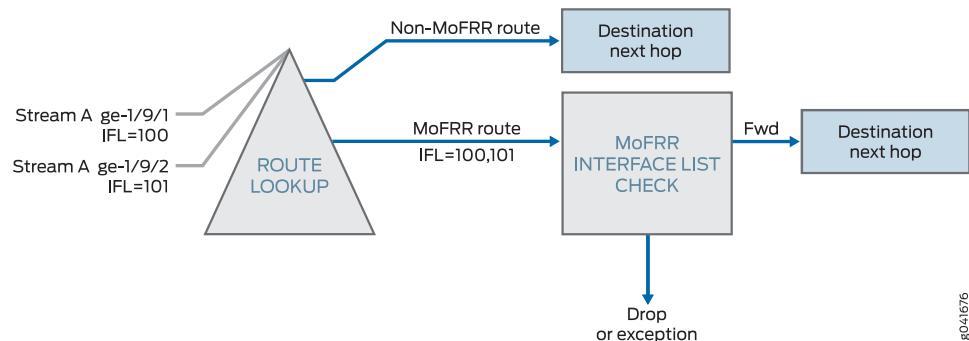 Non-MoFRR route
Destination
next hop
Stream A ge-1/9/1
IFL=100
Stream A ge-1/9/2
IFL=101
ROUTE
LOOKUP
MoFRR route
IFL=100,101
MoFRR
INTERFACE LIST
CHECK
Fwd
Destination
next hop
Drop
or exception
g041676